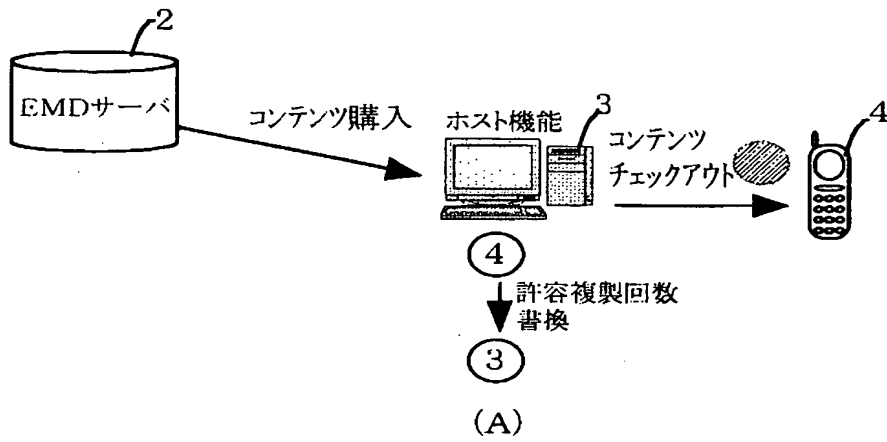 2
EMDサーバ
コンテンツ購入
ホスト機能
3
コンテンツ
チェックアウト
4
④
許容複製回数
書換
③
(A)